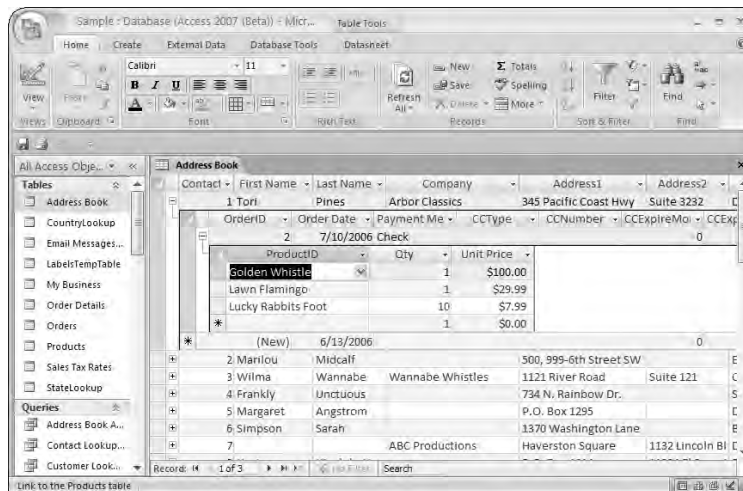 Sample : Database (Access 2007 (Beta)) - Micr... Table Tools
Home Create External Data Database Tools Datasheet
Calibri 11
B I U
View
Refresh All
New
Save
Delete
Totals
Spelling
More
Filter
Find
Views Clipboard Font Rich Text Records Sort & Filter Find
All Access Obje... «
Tables
Address Book
CountryLookup
Email Messages...
LabelsTempTable
My Business
Order Details
Orders
Products
Sales Tax Rates
StateLookup
Queries
Address Book A...
Contact Lookup...
Customer Look...
Address Book
Contact First Name Last Name Company Address1 Address2
1 Tori Pines Arbor Classics 345 Pacific Coast Hwy Suite 3232
OrderID Order Date Payment Me CCType CCNumber CCExpireMo CCExp
2 7/10/2006 Check 0
ProductID Qty Unit Price
Golden Whistle 1 $100.00
Lawn Flamingo 1 $29.99
Lucky Rabbits Foot 10 $7.99
* 1 $0.00
* (New) 6/13/2006 0
2 Marilou Midcalf 500, 999-6th Street SW
3 Wilma Wannabe Wannabe Whistles 1121 River Road Suite 121
4 Frankly Unctuous 734 N. Rainbow Dr.
5 Margaret Angstrom P.O. Box 1295
6 Simpson Sarah 1370 Washington Lane
7 ABC Productions Haverston Square 1132 Lincoln Bl
Record: 1 of 3 No Filter Search
Link to the Products table